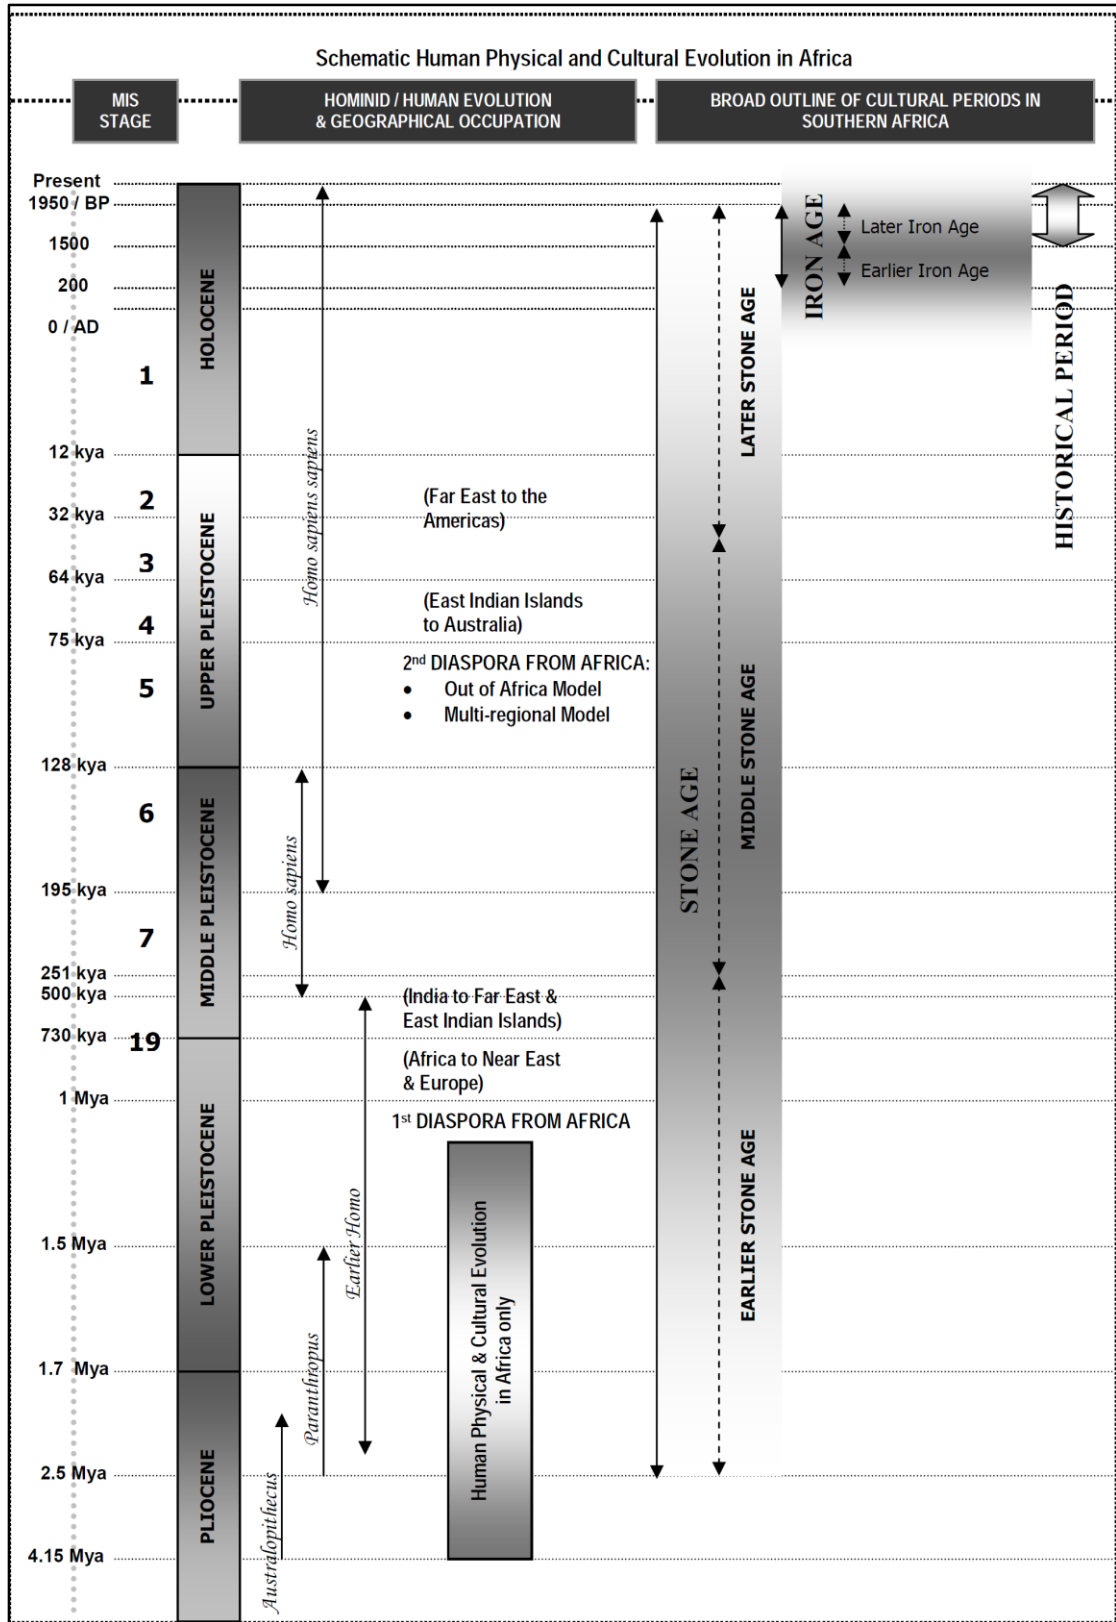 Schematic Human Physical and Cultural Evolution in Africa
MIS
STAGE
HOMINID / HUMAN EVOLUTION
& GEOGRAPHICAL OCCUPATION
BROAD OUTLINE OF CULTURAL PERIODS IN
SOUTHERN AFRICA
Present
1950 / BP
1500
200
0 / AD
12 kya
32 kya
64 kya
75 kya
128 kya
195 kya
251 kya
500 kya
730 kya
1 Mya
1.5 Mya
1.7 Mya
2.5 Mya
4.15 Mya
1
2
3
4
5
6
7
19
HOLOCENE
UPPER PLEISTOCENE
MIDDLE PLEISTOCENE
LOWER PLEISTOCENE
PLIOCENE
Homo sapiens sapiens
Homo sapiens
Earlier Homo
Paranthropus
Australopithecus
(Far East to the
Americas)
(East Indian Islands
to Australia)
2nd DIASPORA FROM AFRICA:
• Out of Africa Model
• Multi-regional Model
(India to Far East &
East Indian Islands)
(Africa to Near East
& Europe)
1st DIASPORA FROM AFRICA
Human Physical & Cultural Evolution
in Africa only
STONE AGE
LATER STONE AGE
MIDDLE STONE AGE
EARLIER STONE AGE
IRON AGE
Later Iron Age
Earlier Iron Age
HISTORICAL PERIOD